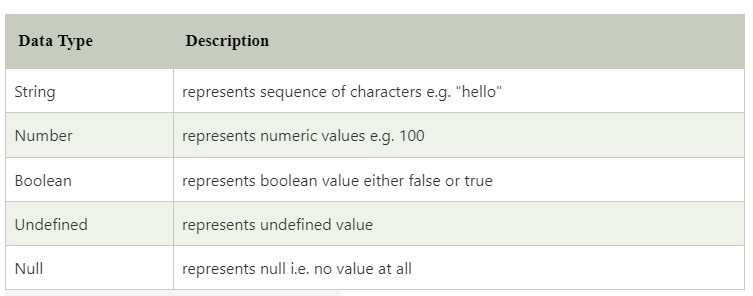 Data Type Description
String represents sequence of characters e.g. "hello"
Number represents numeric values e.g. 100
Boolean represents boolean value either false or true
Undefined represents undefined value
Null represents null i.e. no value at all